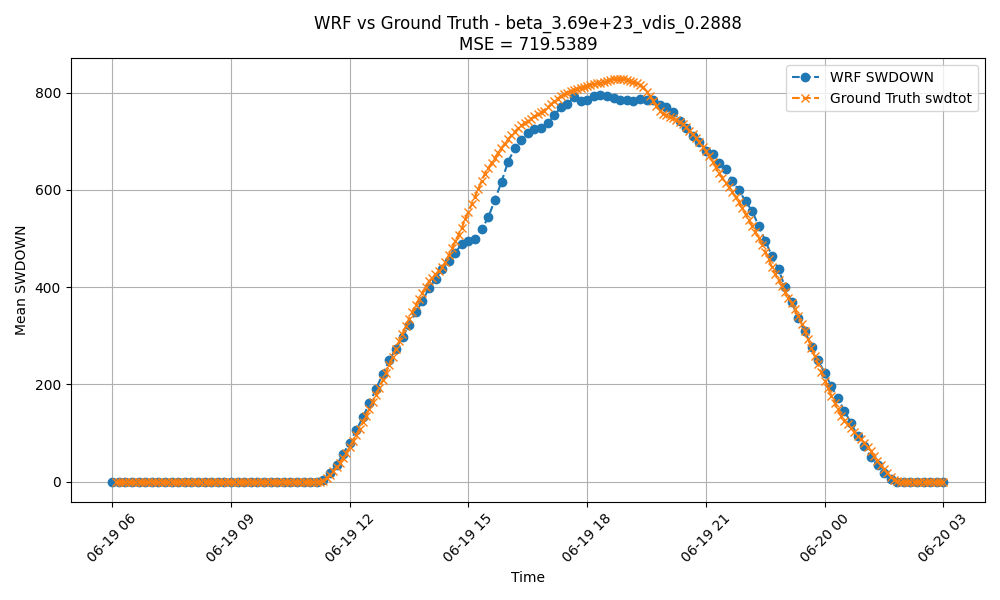 WRF vs Ground Truth - beta_3.69e+23_vdis_0.2888
MSE = 719.5389
WRF SWDOWN
Ground Truth swdtot
Mean SWDOWN
800
600
400
200
0
06-19 06
06-19 09
06-19 12
06-19 15
06-19 18
06-19 21
06-20 00
06-20 03
Time